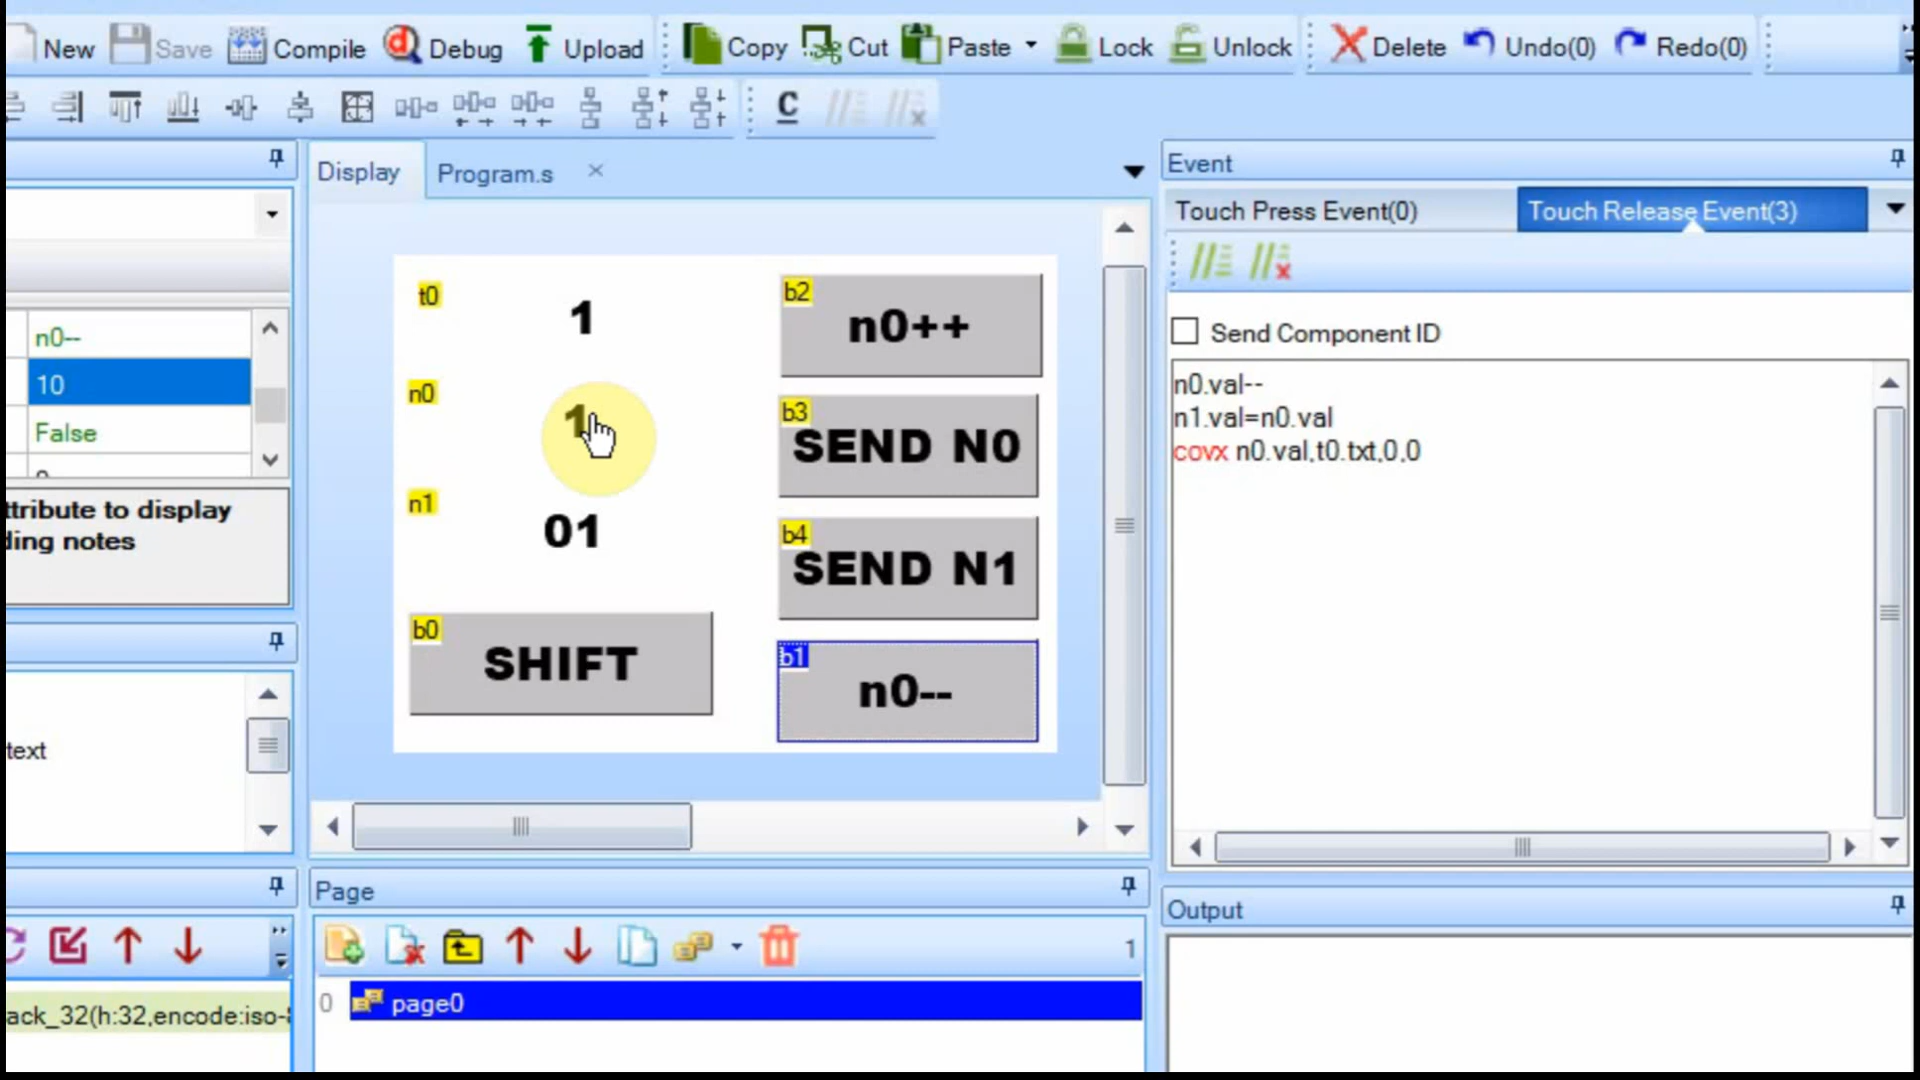 New Save Compile Debug Upload Copy Cut Paste Lock Unlock Delete Undo(0) Redo(0)
C
Display Program.s
Event
Touch Press Event(0) Touch Release Event(3)
Send Component ID
n0.val--
n1.val=n0.val
covx n0.val,t0.txt,0,0
n0--
10
False
ttribute to display
ding notes
text
t0 1
n0 1
n1 01
b0 SHIFT
b2 n0++
b3 SEND N0
b4 SEND N1
b1 n0--
Page
1
0 page0
Output
ack_32(h:32,encode:iso-